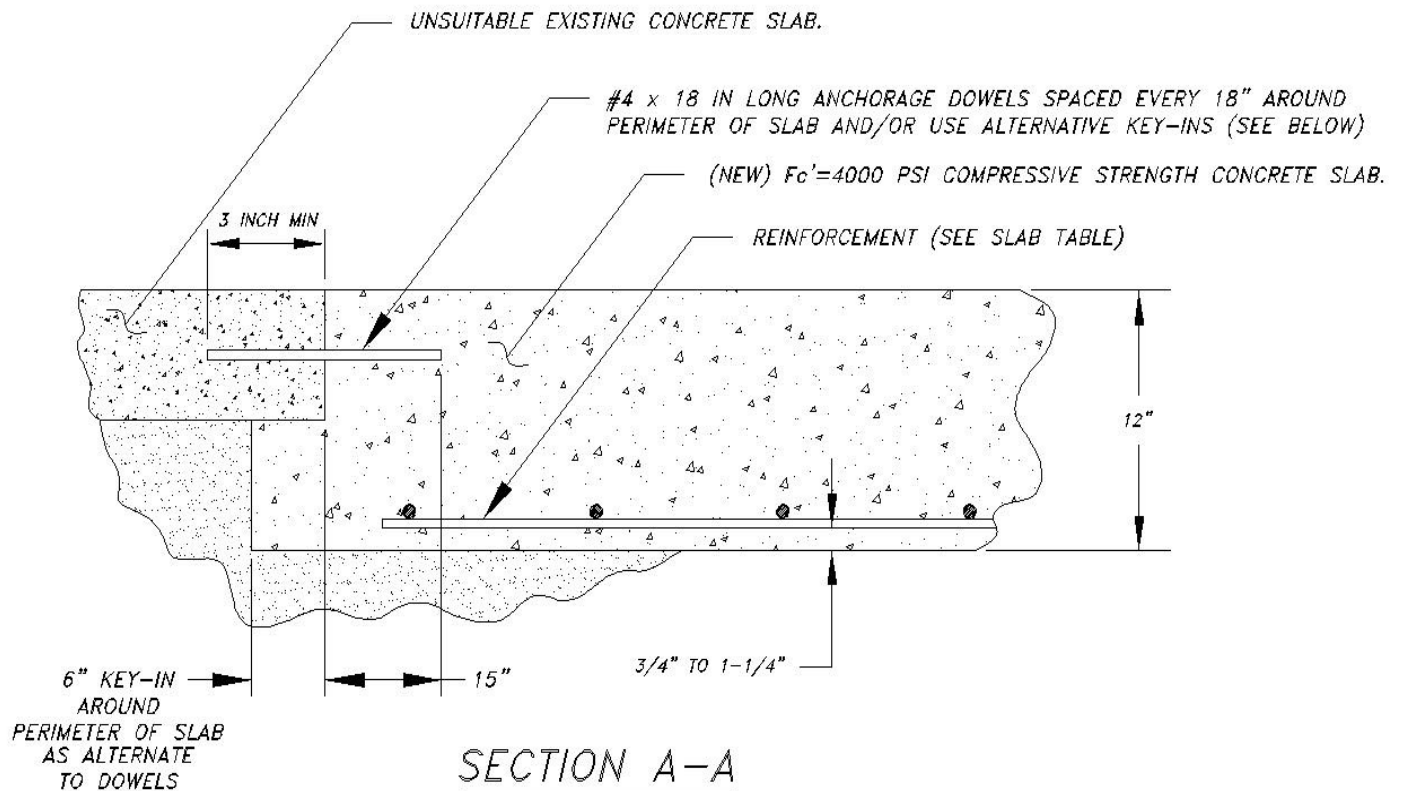 UNSUITABLE EXISTING CONCRETE SLAB.
#4 x 18 IN LONG ANCHORAGE DOWELS SPACED EVERY 18" AROUND
PERIMETER OF SLAB AND/OR USE ALTERNATIVE KEY-INS (SEE BELOW)
(NEW) Fc'=4000 PSI COMPRESSIVE STRENGTH CONCRETE SLAB.
3 INCH MIN
REINFORCEMENT (SEE SLAB TABLE)
12"
3/4" TO 1-1/4"
6" KEY-IN
AROUND
PERIMETER OF SLAB
AS ALTERNATE
TO DOWELS
15"
SECTION A-A